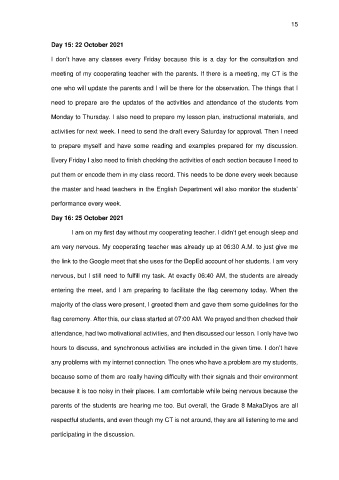 15
Day 15: 22 October 2021
I don't have any classes every Friday because this is a day for the consultation and
meeting of my cooperating teacher with the parents. If there is a meeting, my CT is the
one who will update the parents and I will be there for the observation. The things that I
need to prepare are the updates of the activities and attendance of the students from
Monday to Thursday. I also need to prepare my lesson plan, instructional materials, and
activities for next week. I need to send the draft every Saturday for approval. Then I need
to prepare myself and have some reading and examples prepared for my discussion.
Every Friday I also need to finish checking the activities of each section because I need to
put them or encode them in my class record. This needs to be done every week because
the master and head teachers in the English Department will also monitor the students'
performance every week.
Day 16: 25 October 2021
I am on my first day without my cooperating teacher. I didn't get enough sleep and
am very nervous. My cooperating teacher was already up at 06:30 A.M. to just give me
the link to the Google meet that she uses for the DepEd account of her students. I am very
nervous, but I still need to fulfill my task. At exactly 06:40 AM, the students are already
entering the meet, and I am preparing to facilitate the flag ceremony today. When the
majority of the class were present, I greeted them and gave them some guidelines for the
flag ceremony. After this, our class started at 07:00 AM. We prayed and then checked their
attendance, had two motivational activities, and then discussed our lesson. I only have two
hours to discuss, and synchronous activities are included in the given time. I don't have
any problems with my internet connection. The ones who have a problem are my students,
because some of them are really having difficulty with their signals and their environment
because it is too noisy in their places. I am comfortable while being nervous because the
parents of the students are hearing me too. But overall, the Grade 8 MakaDiyos are all
respectful students, and even though my CT is not around, they are all listening to me and
participating in the discussion.